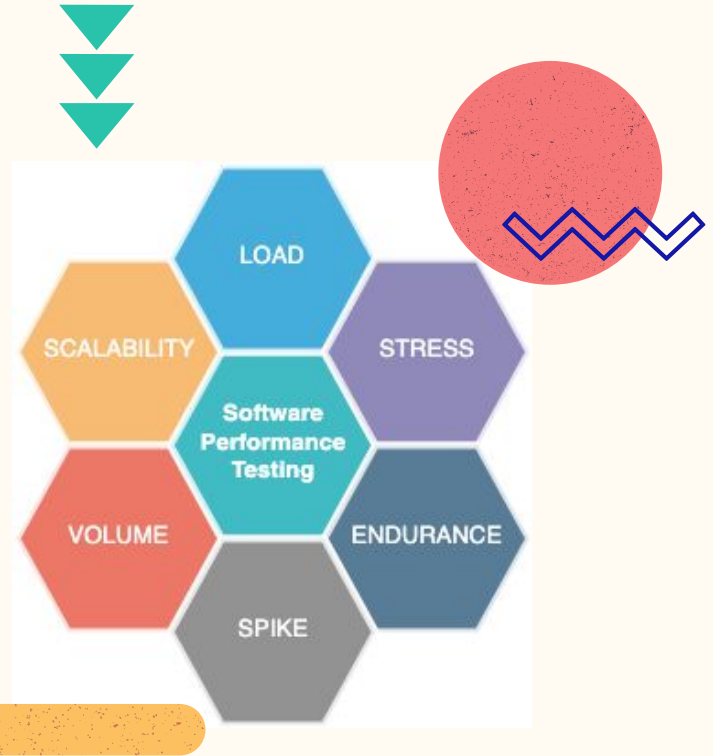 LOAD
SCALABILITY
STRESS
Software
Performance
Testing
VOLUME
ENDURANCE
SPIKE